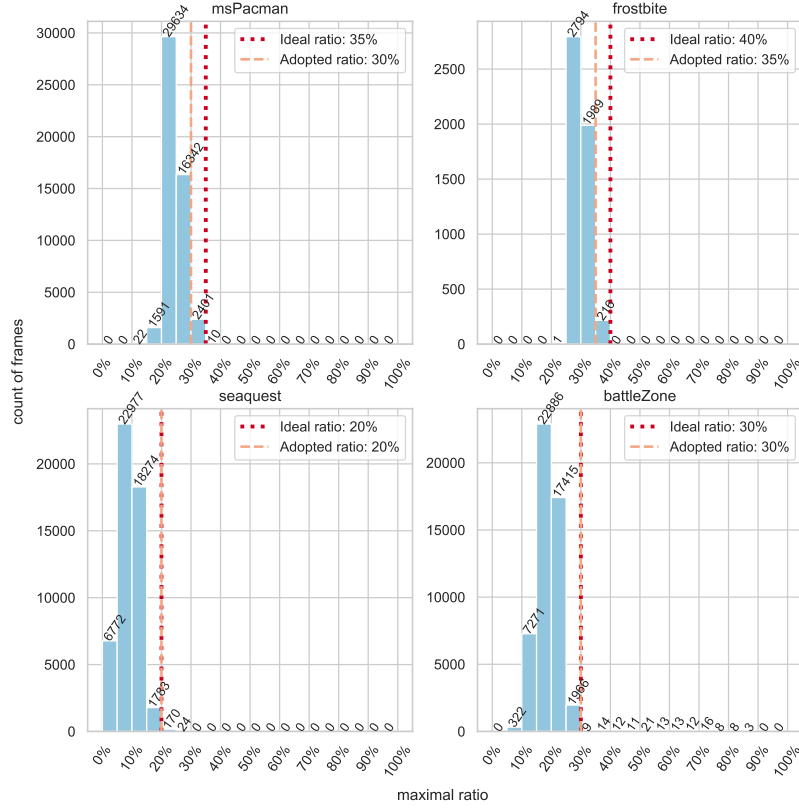 msPacman
30000
25000
20000
15000
10000
5000
0
Ideal ratio: 35%
Adopted ratio: 30%
0 0 22 1591 29634 16342 2401 10 0 0 0 0 0 0 0 0 0 0 0 0
0% 10% 20% 30% 40% 50% 60% 70% 80% 90% 100%
frostbite
2500
2000
1500
1000
500
0
Ideal ratio: 40%
Adopted ratio: 35%
0 0 0 0 1 2794 1989 216 0 0 0 0 0 0 0 0 0 0 0 0
0% 10% 20% 30% 40% 50% 60% 70% 80% 90% 100%
count of frames
seaquest
20000
15000
10000
5000
0
Ideal ratio: 20%
Adopted ratio: 20%
6772 22977 18274 1783 170 24 0 0 0 0 0 0 0 0 0 0 0 0 0 0
0% 10% 20% 30% 40% 50% 60% 70% 80% 90% 100%
battleZone
20000
15000
10000
5000
0
Ideal ratio: 30%
Adopted ratio: 30%
0 322 7271 22886 17415 1966 9 14 12 11 21 13 13 12 16 8 8 3 0 0
0% 10% 20% 30% 40% 50% 60% 70% 80% 90% 100%
maximal ratio